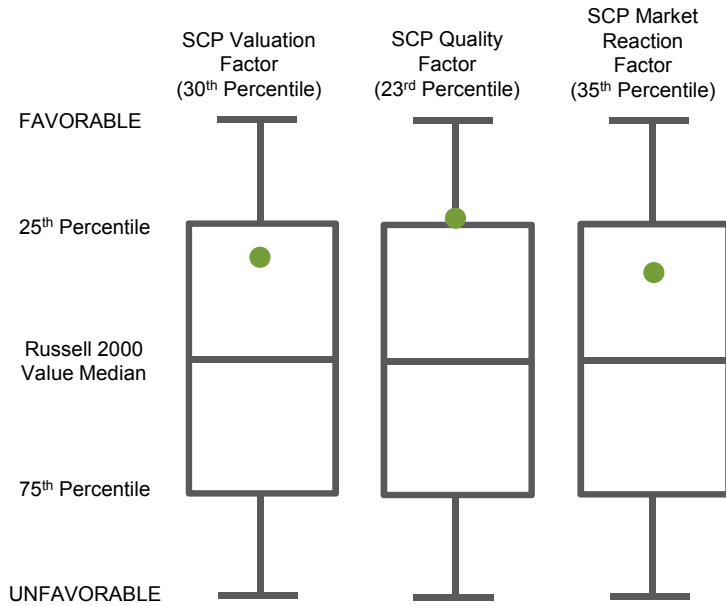 SCP Valuation
Factor
(30th Percentile)
SCP Quality
Factor
(23rd Percentile)
SCP Market
Reaction
Factor
(35th Percentile)
FAVORABLE
25th Percentile
Russell 2000
Value Median
75th Percentile
UNFAVORABLE